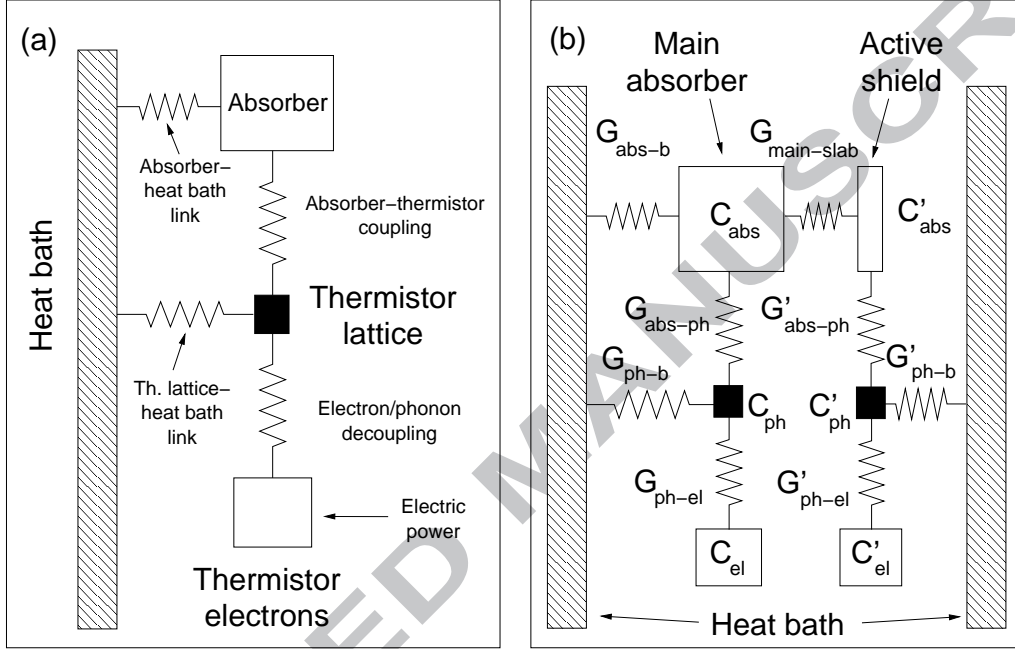 (a)
Absorber
Absorber–
heat bath
link
Absorber–thermistor
coupling
Heat bath
Thermistor
lattice
Th. lattice–
heat bath
link
Electron/phonon
decoupling
Electric
power
Thermistor
electrons
(b)
Main
absorber
Active
shield
G abs–b
G main–slab
C abs
C' abs
G abs–ph
G' abs–ph
G ph–b
G' ph–b
C ph
C' ph
G ph–el
G' ph–el
C el
C' el
Heat bath
ED MANUSCR